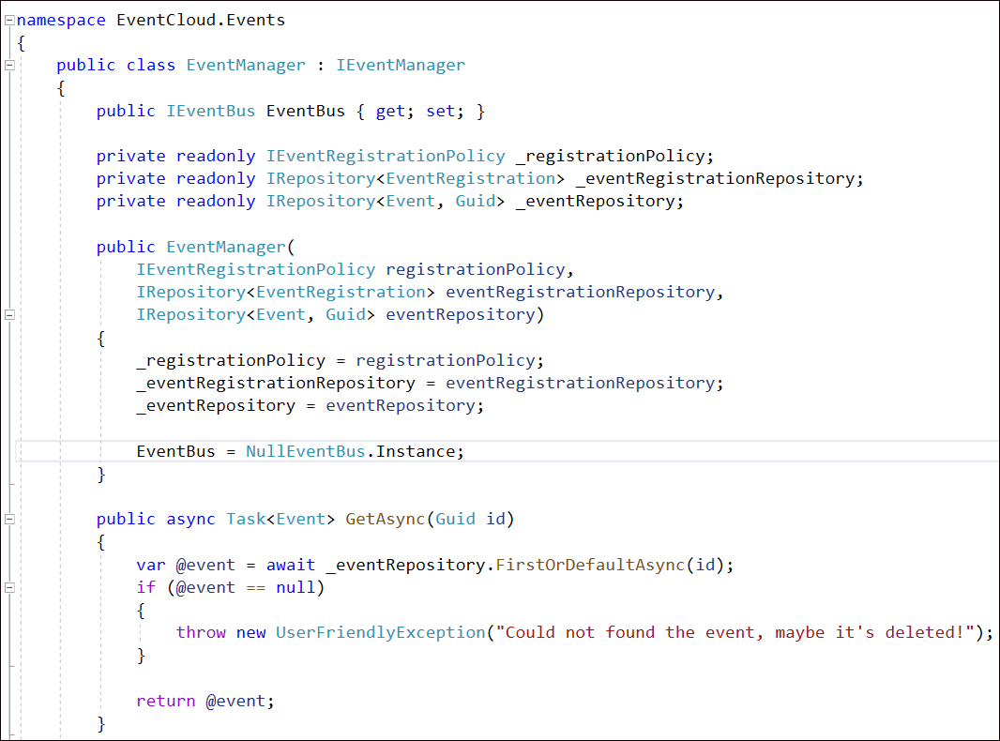 namespace EventCloud.Events
{
    public class EventManager : IEventManager
    {
        public IEventBus EventBus { get; set; }

        private readonly IEventRegistrationPolicy _registrationPolicy;
        private readonly IRepository<EventRegistration> _eventRegistrationRepository;
        private readonly IRepository<Event, Guid> _eventRepository;

        public EventManager(
            IEventRegistrationPolicy registrationPolicy,
            IRepository<EventRegistration> eventRegistrationRepository,
            IRepository<Event, Guid> eventRepository)
        {
            _registrationPolicy = registrationPolicy;
            _eventRegistrationRepository = eventRegistrationRepository;
            _eventRepository = eventRepository;

            EventBus = NullEventBus.Instance;
        }

        public async Task<Event> GetAsync(Guid id)
        {
            var @event = await _eventRepository.FirstOrDefaultAsync(id);
            if (@event == null)
            {
                throw new UserFriendlyException("Could not found the event, maybe it's deleted!");
            }

            return @event;
        }